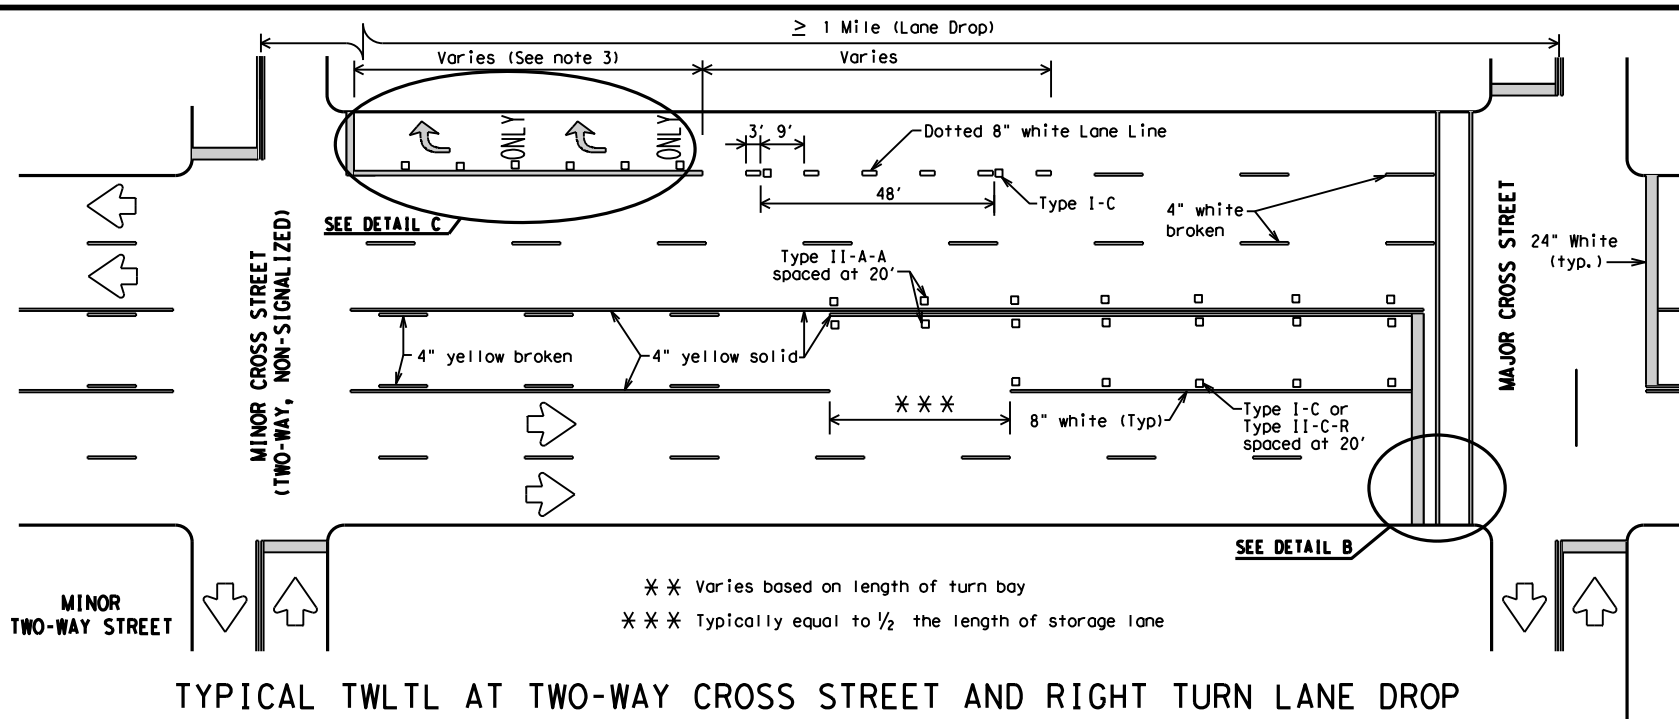 ≥ 1 Mile (Lane Drop)
Varies (See note 3)
Varies
ONLY
ONLY
3' 9'
Dotted 8" white Lane Line
48'
Type I-C
SEE DETAIL C
4" white
broken
24" White
(typ.)
Type II-A-A
spaced at 20'
MINOR CROSS STREET
(TWO-WAY, NON-SIGNALIZED)
MAJOR CROSS STREET
4" yellow broken
4" yellow solid
***
8" white (Typ)
Type I-C or
Type II-C-R
spaced at 20'
SEE DETAIL B
MINOR
TWO-WAY STREET
** Varies based on length of turn bay
*** Typically equal to ½ the length of storage lane
TYPICAL TWLTL AT TWO-WAY CROSS STREET AND RIGHT TURN LANE DROP